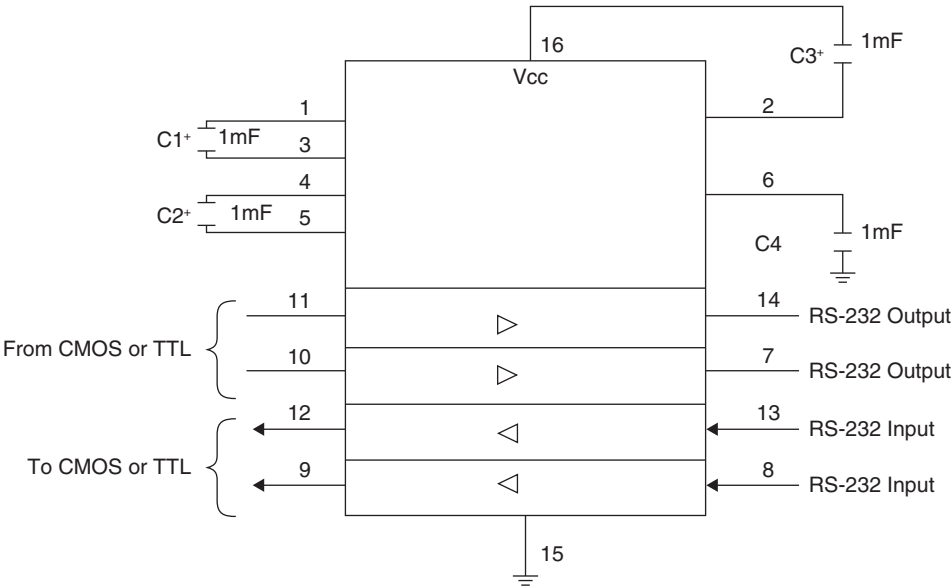 16
1mF
C3+
Vcc
1
2
C1+ 1mF
3
4
6
C2+ 1mF
5
1mF
C4
11
14
RS-232 Output
From CMOS or TTL
10
7
RS-232 Output
12
13
RS-232 Input
To CMOS or TTL
9
8
RS-232 Input
15